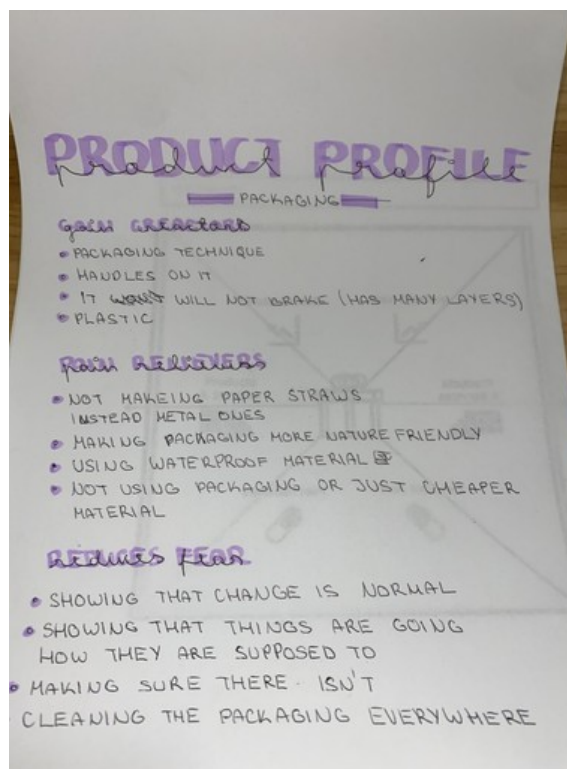 PRODUCT PROFILE
product profile
PACKAGING
GAIN CREACTORS
• PACKAGING TECHNIQUE
• HANDLES ON IT
• IT WILL NOT BRAKE (HAS MANY LAYERS)
• PLASTIC
PAIN RELIEVERS
• NOT MAKEING PAPER STRAWS
INSTEAD METAL ONES
• MAKING PACKAGING MORE NATURE FRIENDLY
• USING WATERPROOF MATERIAL
• NOT USING PACKAGING OR JUST CHEAPER
MATERIAL
REDUCES FEAR
• SHOWING THAT CHANGE IS NORMAL
• SHOWING THAT THINGS ARE GOING
HOW THEY ARE SUPPOSED TO
• MAKING SURE THERE ISN'T
CLEANING THE PACKAGING EVERYWHERE